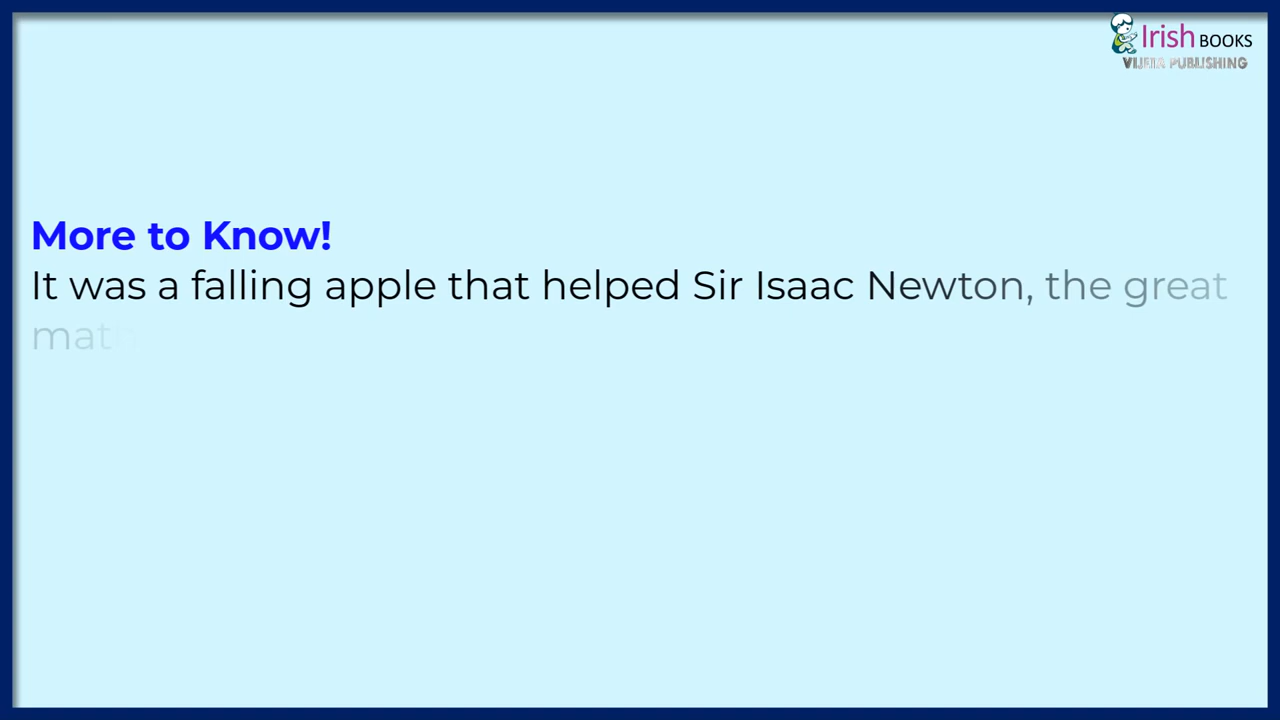 Irish BOOKS
VIJETA PUBLISHING
More to Know!
It was a falling apple that helped Sir Isaac Newton, the great